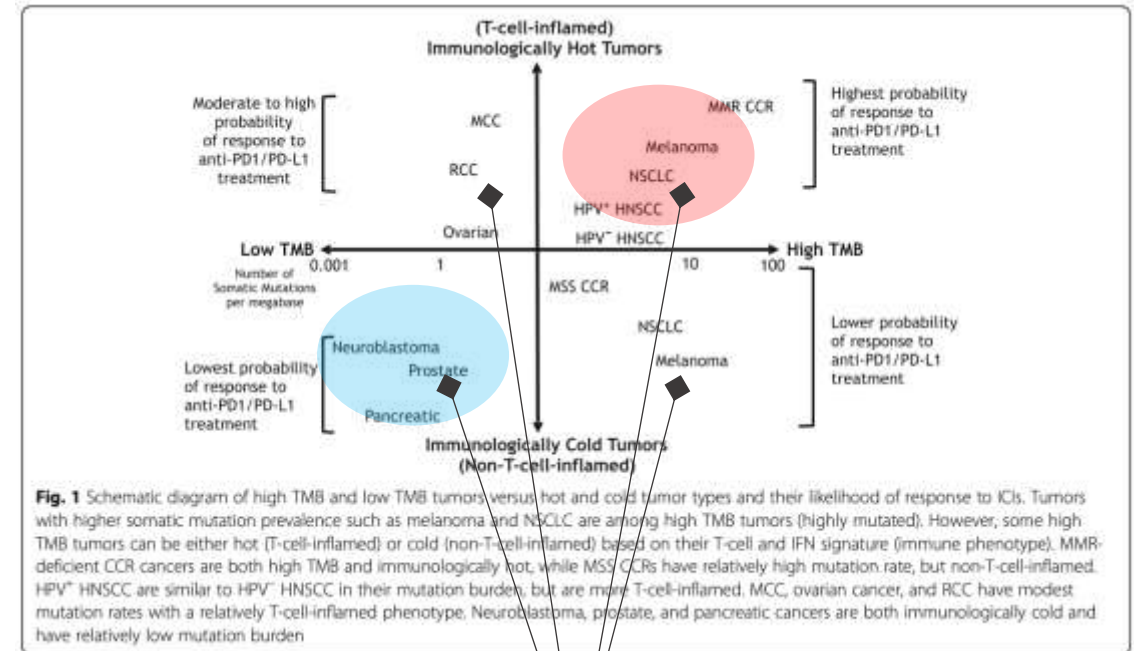 (T-cell-inflamed)
Immunologically Hot Tumors
Moderate to high
probability
of response to
anti-PD1/PD-L1
treatment
MCC
RCC
Ovarian
MMR CCR
Melanoma
NSCLC
HPV⁺ HNSCC
HPV⁻ HNSCC
Highest probability
of response to
anti-PD1/PD-L1
treatment
Low TMB
High TMB
0.001
1
10
100
Number of
Somatic Mutations
per megabase
MSS CCR
NSCLC
Melanoma
Lower probability
of response to
anti-PD1/PD-L1
treatment
Neuroblastoma
Prostate
Pancreatic
Lowest probability
of response to
anti-PD1/PD-L1
treatment
Immunologically Cold Tumors
(Non-T-cell-inflamed)
Fig. 1 Schematic diagram of high TMB and low TMB tumors versus hot and cold tumor types and their likelihood of response to ICIs. Tumors
with higher somatic mutation prevalence such as melanoma and NSCLC are among high TMB tumors (highly mutated). However, some high
TMB tumors can be either hot (T-cell-inflamed) or cold (non-T-cell-inflamed) based on their T-cell and IFN signature (immune phenotype). MMR-
deficient CCR cancers are both high TMB and immunologically hot, while MSS CCRs have relatively high mutation rate, but non-T-cell-inflamed.
HPV⁺ HNSCC are similar to HPV⁻ HNSCC in their mutation burden, but are more T-cell-inflamed. MCC, ovarian cancer, and RCC have modest
mutation rates with a relatively T-cell-inflamed phenotype. Neuroblastoma, prostate, and pancreatic cancers are both immunologically cold and
have relatively low mutation burden